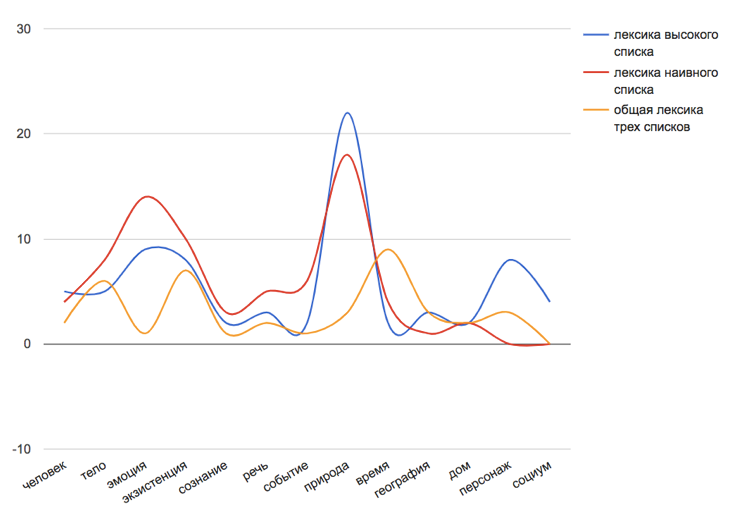 30
20
10
0
-10
лексика высокого
списка
лексика наивного
списка
общая лексика
трех списков
человек
тело
эмоция
экзистенция
сознание
речь
событие
природа
время
география
дом
персонаж
социум